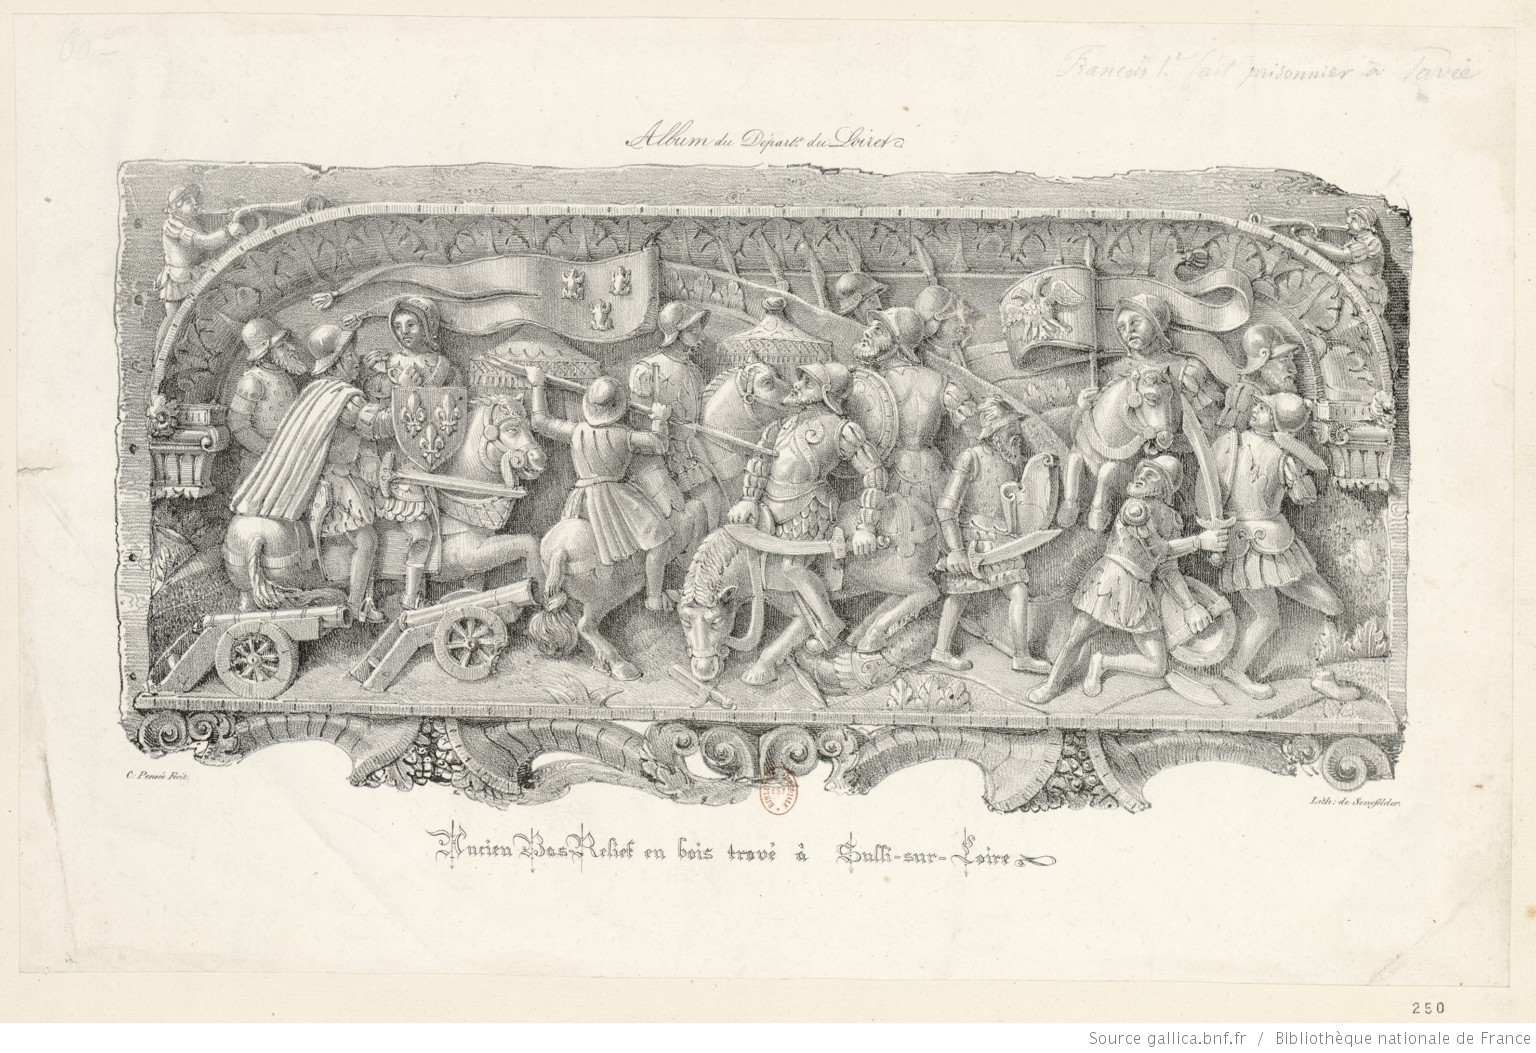 François 1er fait prisonnier à Pavie
Album du Départt. du Loiret
C. Pensée fecit.
Lith: de Senefelder.
Ancien Bas Relief en bois trové à Sulli-sur-Loire
250
Source gallica.bnf.fr / Bibliothèque nationale de France